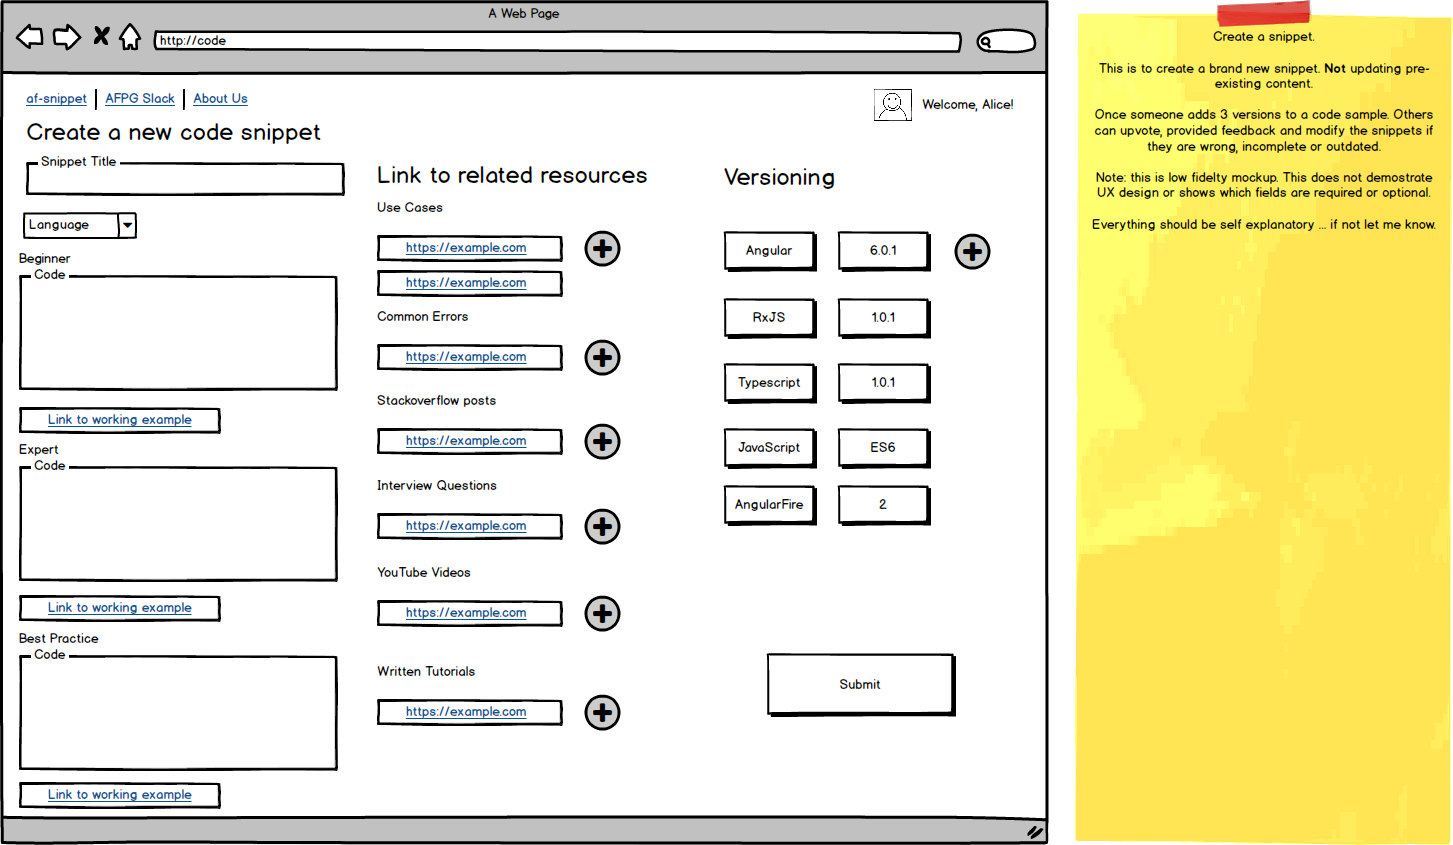 A Web Page
http://code
af-snippet
AFPG Slack
About Us
Welcome, Alice!
Create a new code snippet
Snippet Title
Language
Beginner
Code
Link to working example
Expert
Code
Link to working example
Best Practice
Code
Link to working example
Link to related resources
Use Cases
https://example.com
https://example.com
Common Errors
https://example.com
Stackoverflow posts
https://example.com
Interview Questions
https://example.com
YouTube Videos
https://example.com
Written Tutorials
https://example.com
Versioning
Angular
6.0.1
RxJS
1.0.1
Typescript
1.0.1
JavaScript
ES6
AngularFire
2
Submit
Create a snippet.
This is to create a brand new snippet. Not updating pre-
existing content.
Once someone adds 3 versions to a code sample. Others
can upvote, provided feedback and modify the snippets if
they are wrong, incomplete or outdated.
Note: this is low fidelty mockup. This does not demostrate
UX design or shows which fields are required or optional.
Everything should be self explanatory ... if not let me know.